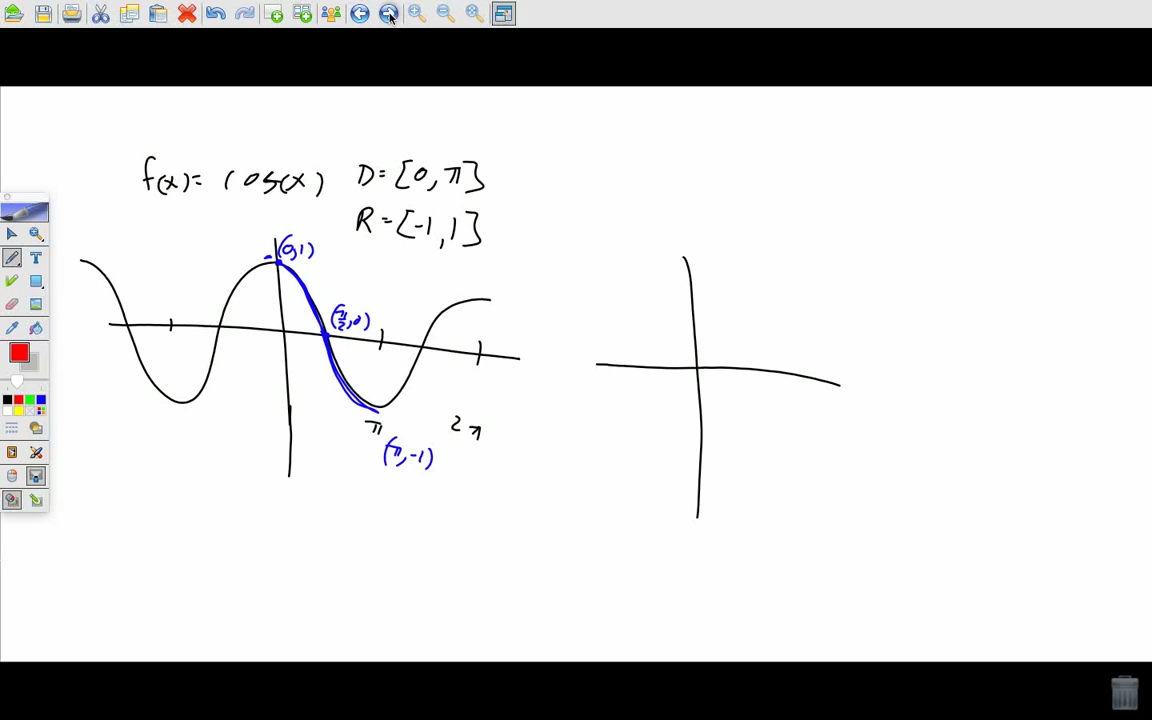 f(x) = cos(x) D = [0, π]
R = [-1, 1]
(0, 1)
(π/2, 0)
π 2π
(π, -1)
T